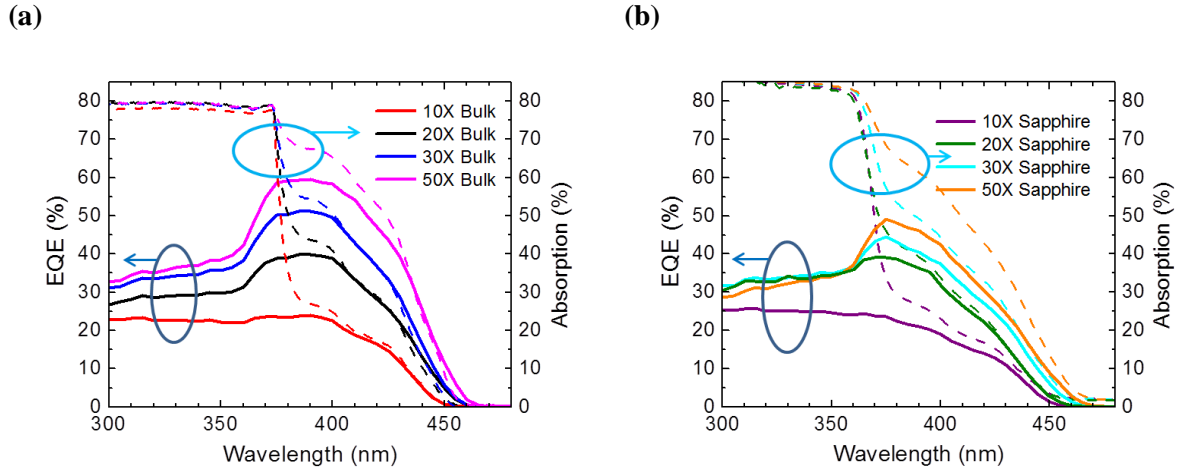 (a)
80
70
60
50
40
30
20
10
0
EQE (%)
80
70
60
50
40
30
20
10
0
Absorption (%)
10X Bulk
20X Bulk
30X Bulk
50X Bulk
300 350 400 450
Wavelength (nm)
(b)
80
70
60
50
40
30
20
10
0
EQE (%)
80
70
60
50
40
30
20
10
0
Absorption (%)
10X Sapphire
20X Sapphire
30X Sapphire
50X Sapphire
300 350 400 450
Wavelength (nm)